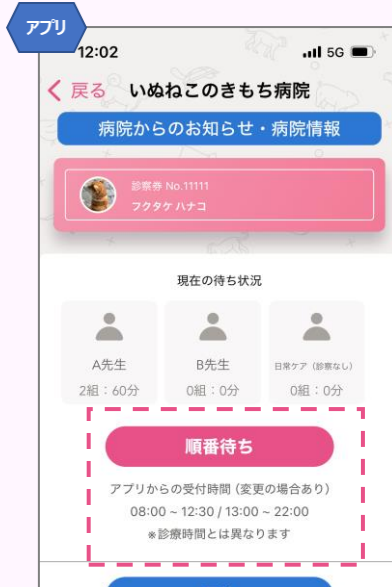 アプリ
12:02
5G
戻る いぬねこのきもち病院
病院からのお知らせ・病院情報
診察券 No.11111
フクタケ ハナコ
現在の待ち状況
A先生 B先生 日常ケア（診察なし）
2組：60分 0組：0分 0組：0分
順番待ち
アプリからの受付時間（変更の場合あり）
08:00 ~ 12:30 / 13:00 ~ 22:00
※診療時間とは異なります